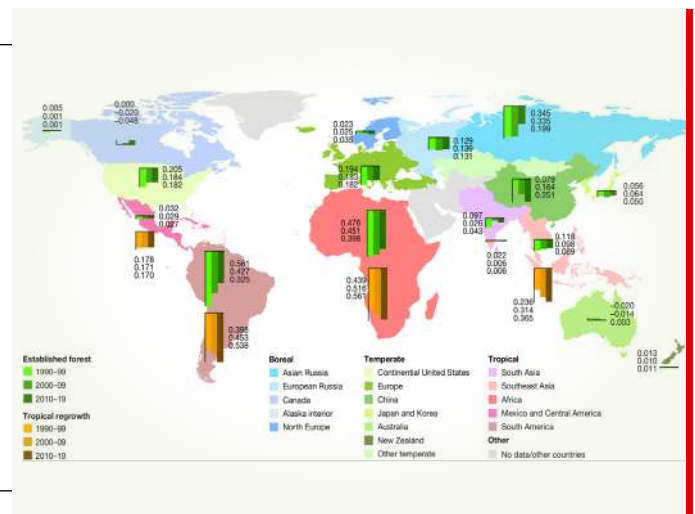 0.005
0.001
0.001
-0.000
-0.020
-0.048
0.023
0.025
0.035
0.345
0.335
0.199
0.129
0.139
0.131
0.205
0.184
0.182
0.194
0.183
0.182
0.079
0.164
0.251
0.056
0.064
0.050
0.032
0.029
0.027
0.178
0.171
0.170
0.476
0.451
0.398
0.097
0.026
0.043
0.022
0.006
0.006
0.116
0.098
0.089
0.427
0.325
0.439
0.516
0.561
0.236
0.314
0.365
-0.020
-0.014
0.003
0.453
0.538
0.013
0.010
0.011
Established forest
1990–99
2000–09
2010–19
Tropical regrowth
1990–99
2000–09
2010–19
Boreal
Asian Russia
European Russia
Canada
Alaska interior
North Europe
Temperate
Continental United States
Europe
China
Japan and Korea
Australia
New Zealand
Other temperate
Tropical
South Asia
Southeast Asia
Africa
Mexico and Central America
South America
Other
No data/other countries